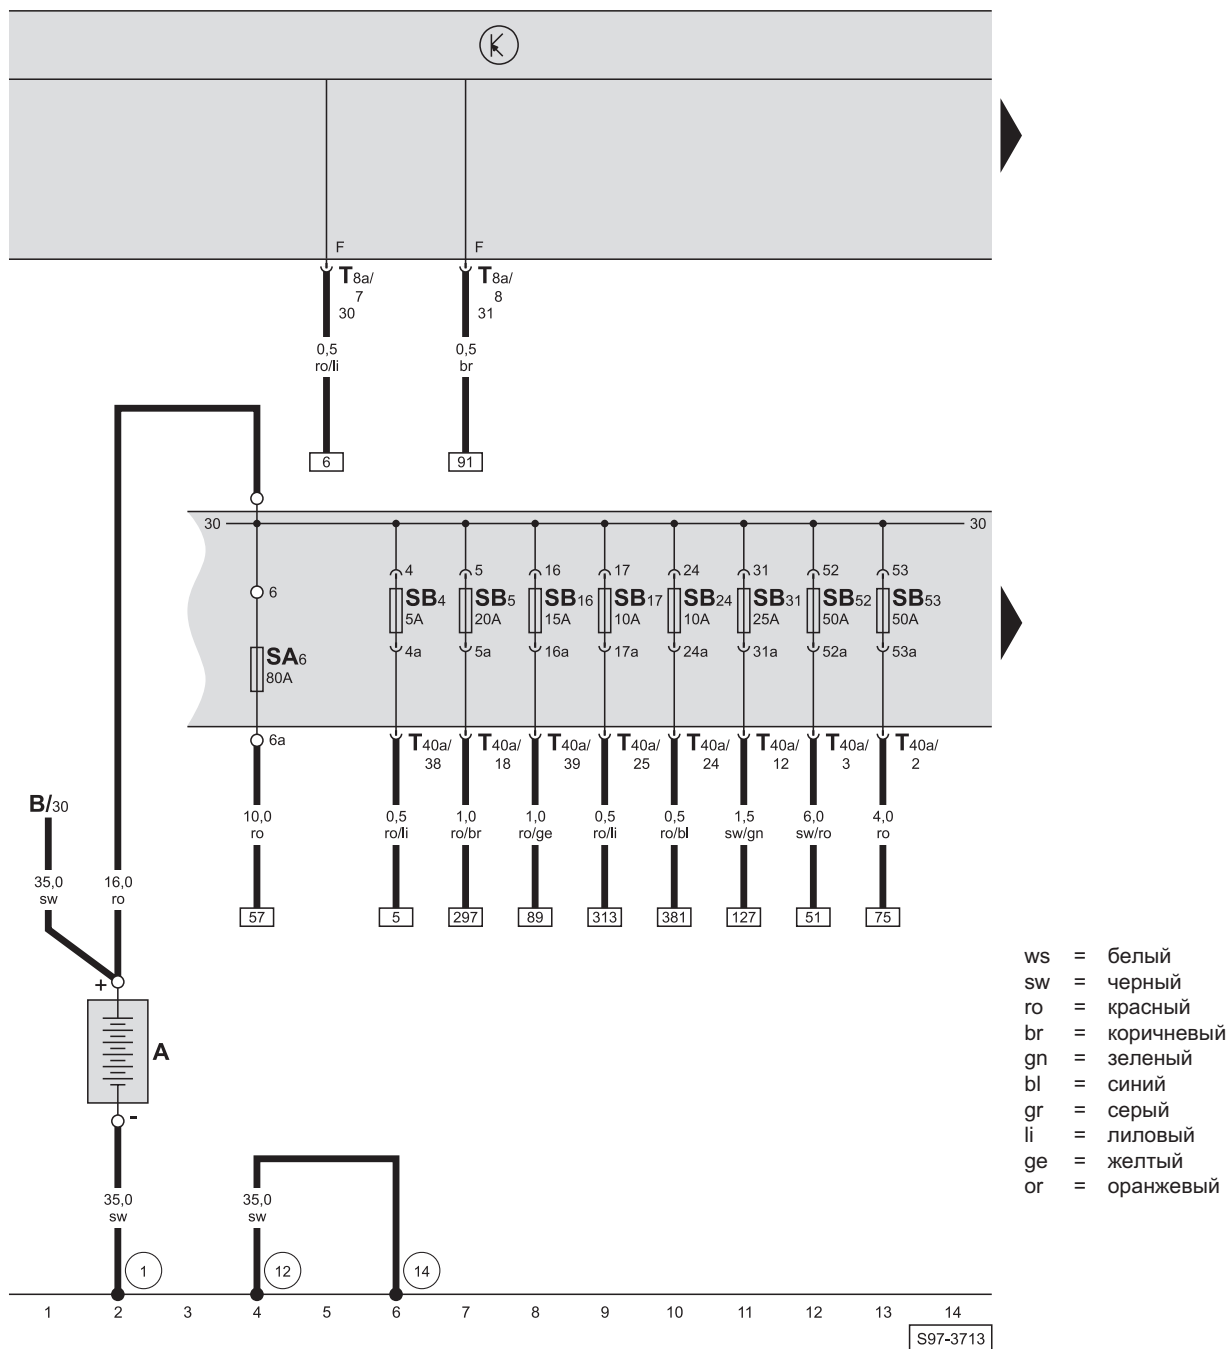 F F
T8a/ T8a/
7 8
30 31
0,5 0,5
ro/li br
6 91
30 30
4 5 16 17 24 31 52 53
6 SB4 SB5 SB16 SB17 SB24 SB31 SB52 SB53
5A 20A 15A 10A 10A 25A 50A 50A
SA6 4a 5a 16a 17a 24a 31a 52a 53a
80A
6a T40a/ T40a/ T40a/ T40a/ T40a/ T40a/ T40a/ T40a/
38 18 39 25 24 12 3 2
B/30
10,0 0,5 1,0 1,0 0,5 0,5 1,5 6,0 4,0
ro ro/li ro/br ro/ge ro/li ro/bl sw/gn sw/ro ro
35,0 16,0
sw ro
57 5 297 89 313 381 127 51 75
+
A
-
ws = белый
sw = черный
ro = красный
br = коричневый
gn = зеленый
bl = синий
gr = серый
li = лиловый
ge = желтый
or = оранжевый
35,0 35,0
sw sw
1 12 14
1 2 3 4 5 6 7 8 9 10 11 12 13 14
S97-3713